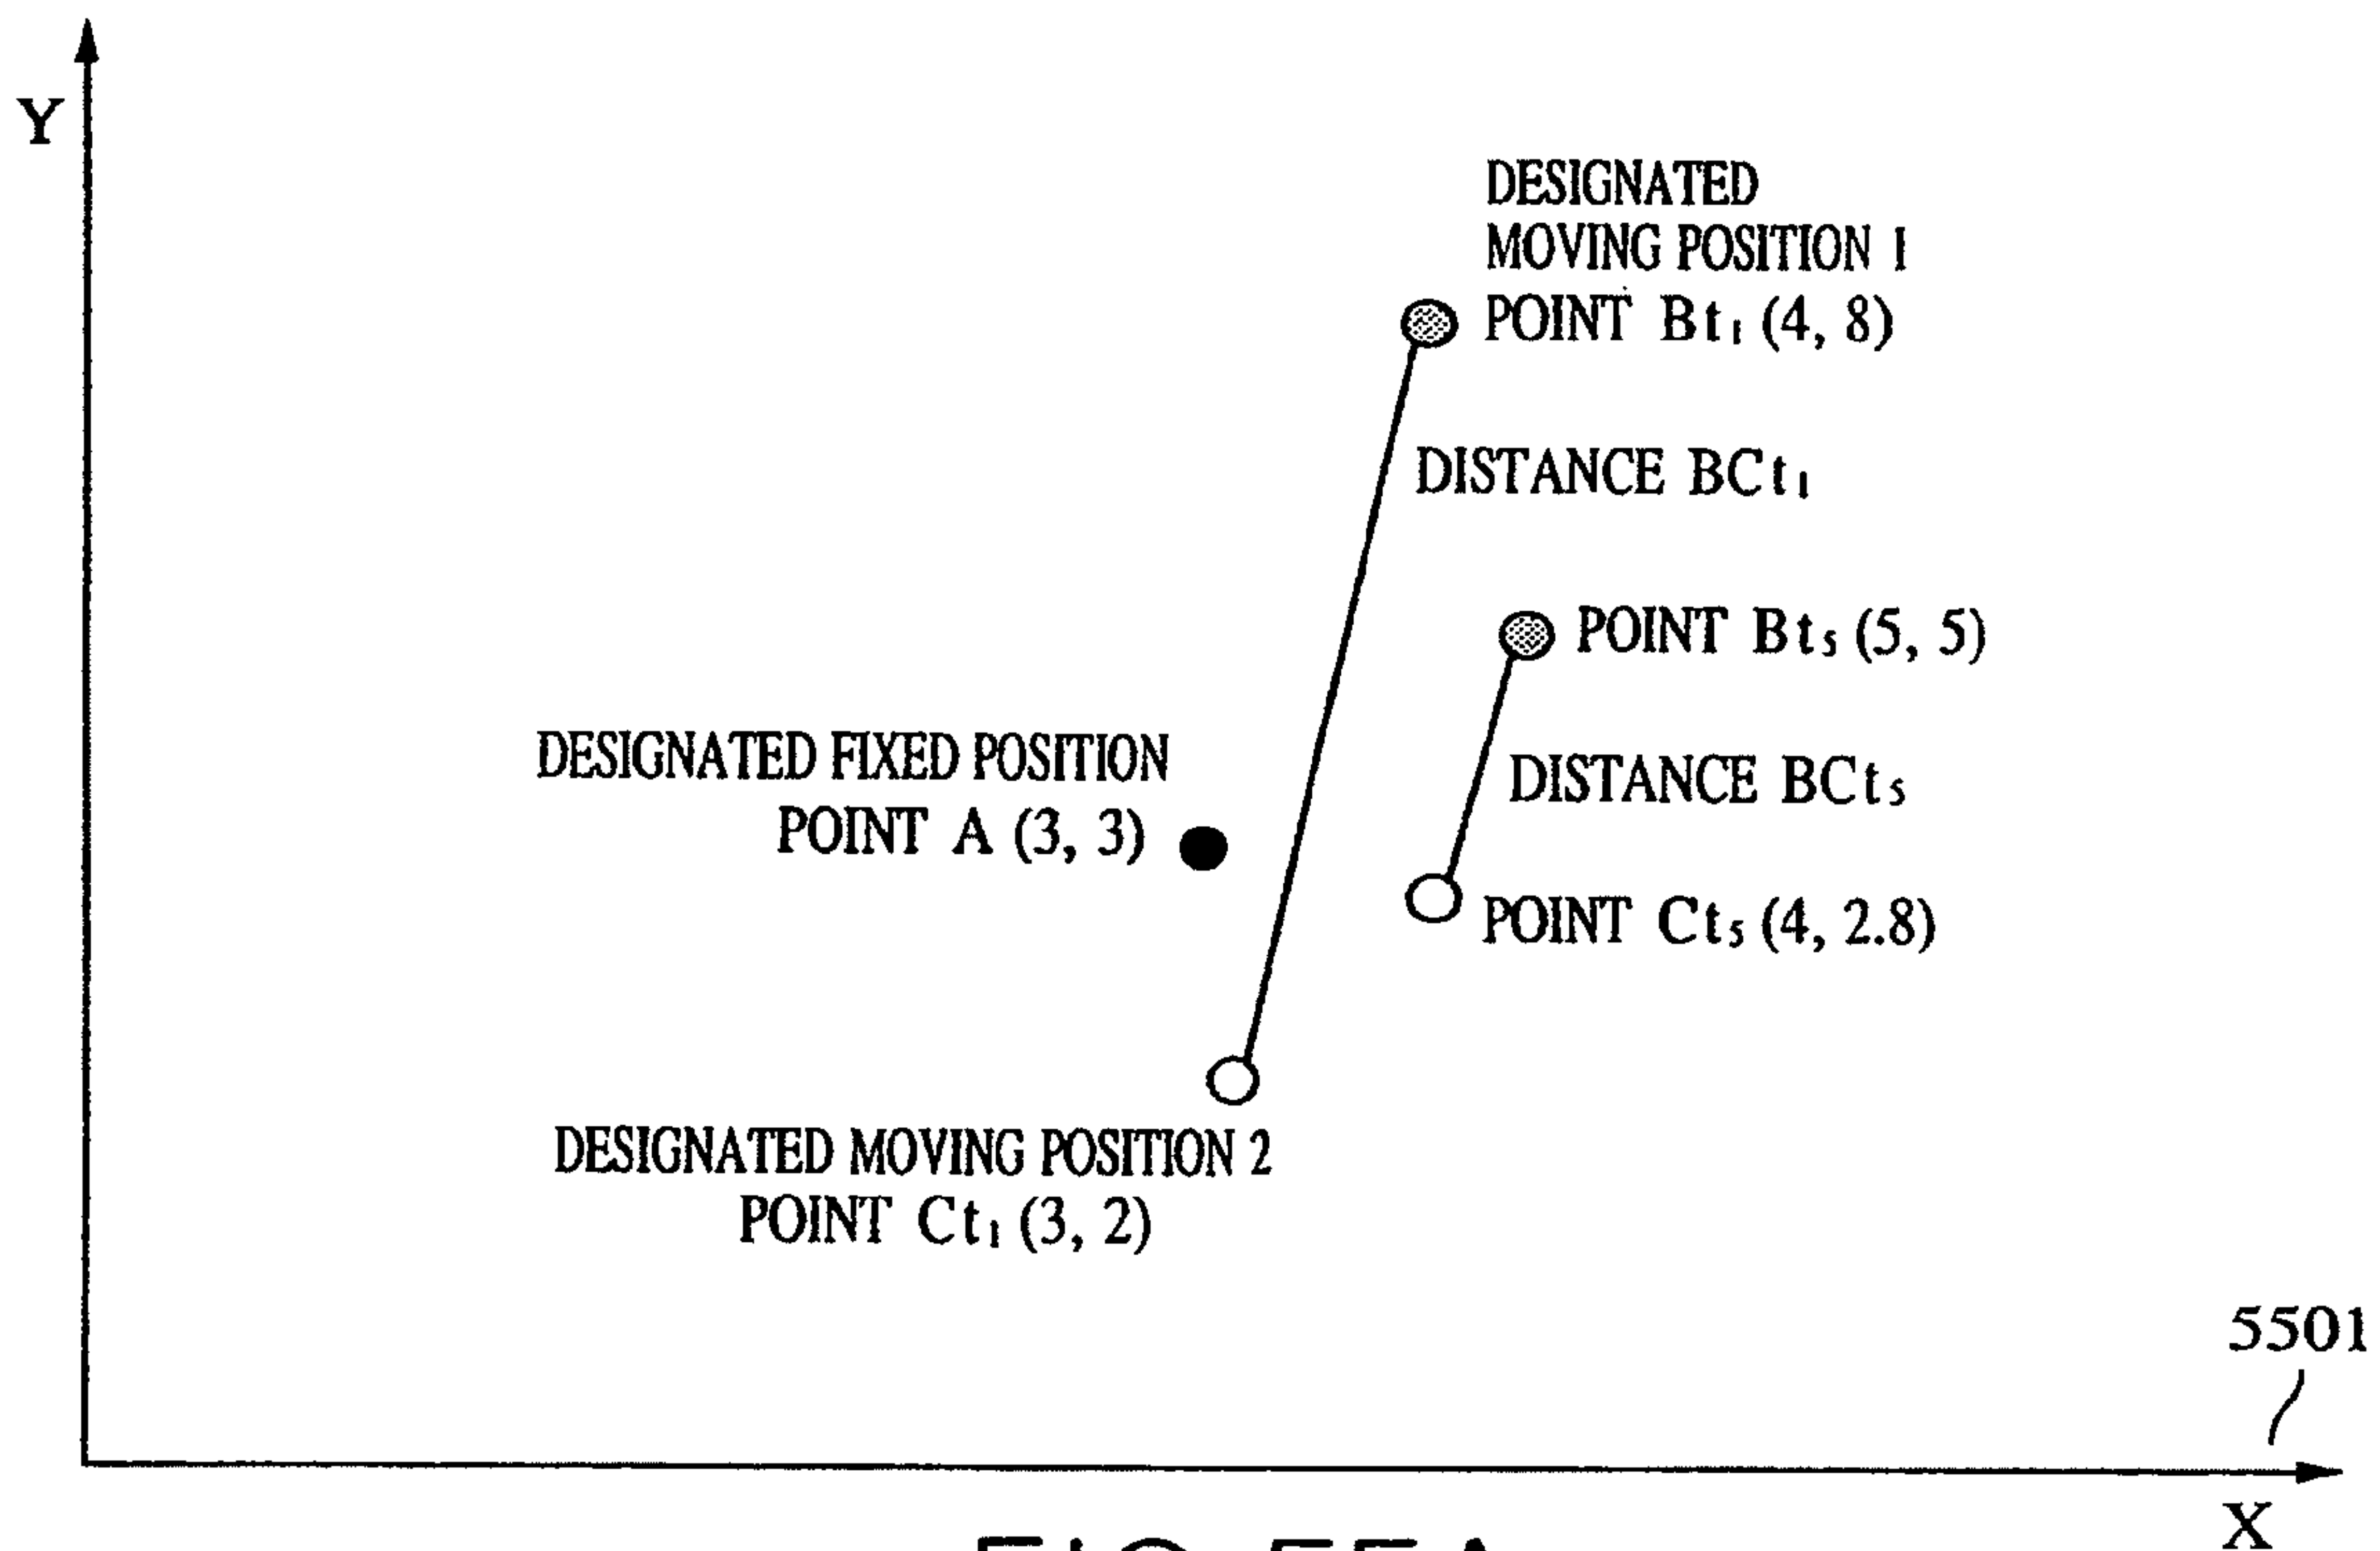 Y
DESIGNATED
MOVING POSITION 1
POINT Bt₁ (4, 8)
DISTANCE BCt₁
POINT Bt₅ (5, 5)
DESIGNATED FIXED POSITION
POINT A (3, 3)
DISTANCE BCt₅
POINT Ct₅ (4, 2.8)
DESIGNATED MOVING POSITION 2
POINT Ct₁ (3, 2)
5501
X